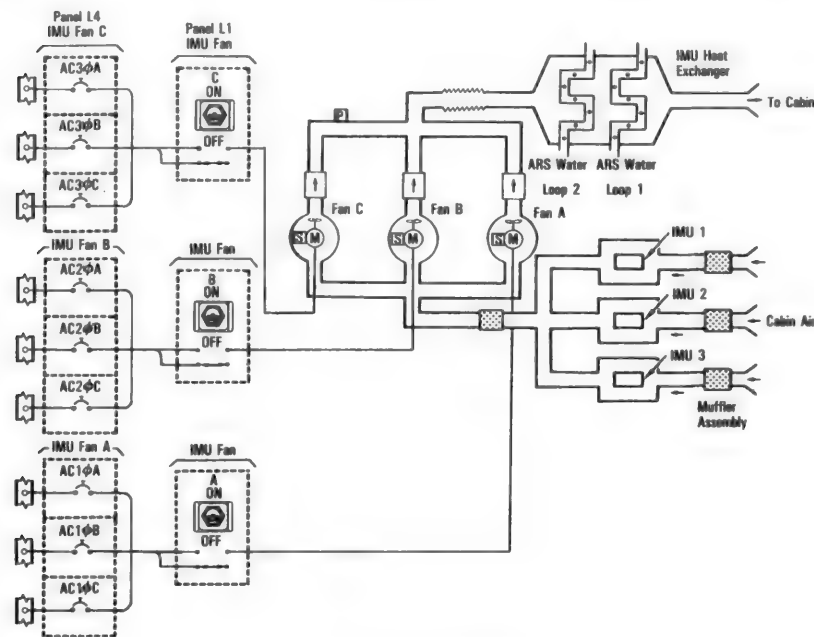 Panel L4
IMU Fan C
AC3ϕA
AC3ϕB
AC3ϕC
Panel L1
IMU Fan
C
ON
OFF
IMU Fan B
AC2ϕA
AC2ϕB
AC2ϕC
IMU Fan
B
ON
OFF
IMU Fan A
AC1ϕA
AC1ϕB
AC1ϕC
IMU Fan
A
ON
OFF
P
Fan C
Fan B
Fan A
S M
S M
S M
IMU Heat
Exchanger
To Cabin
ARS Water
Loop 2
ARS Water
Loop 1
IMU 1
IMU 2
IMU 3
Cabin Air
Muffler
Assembly